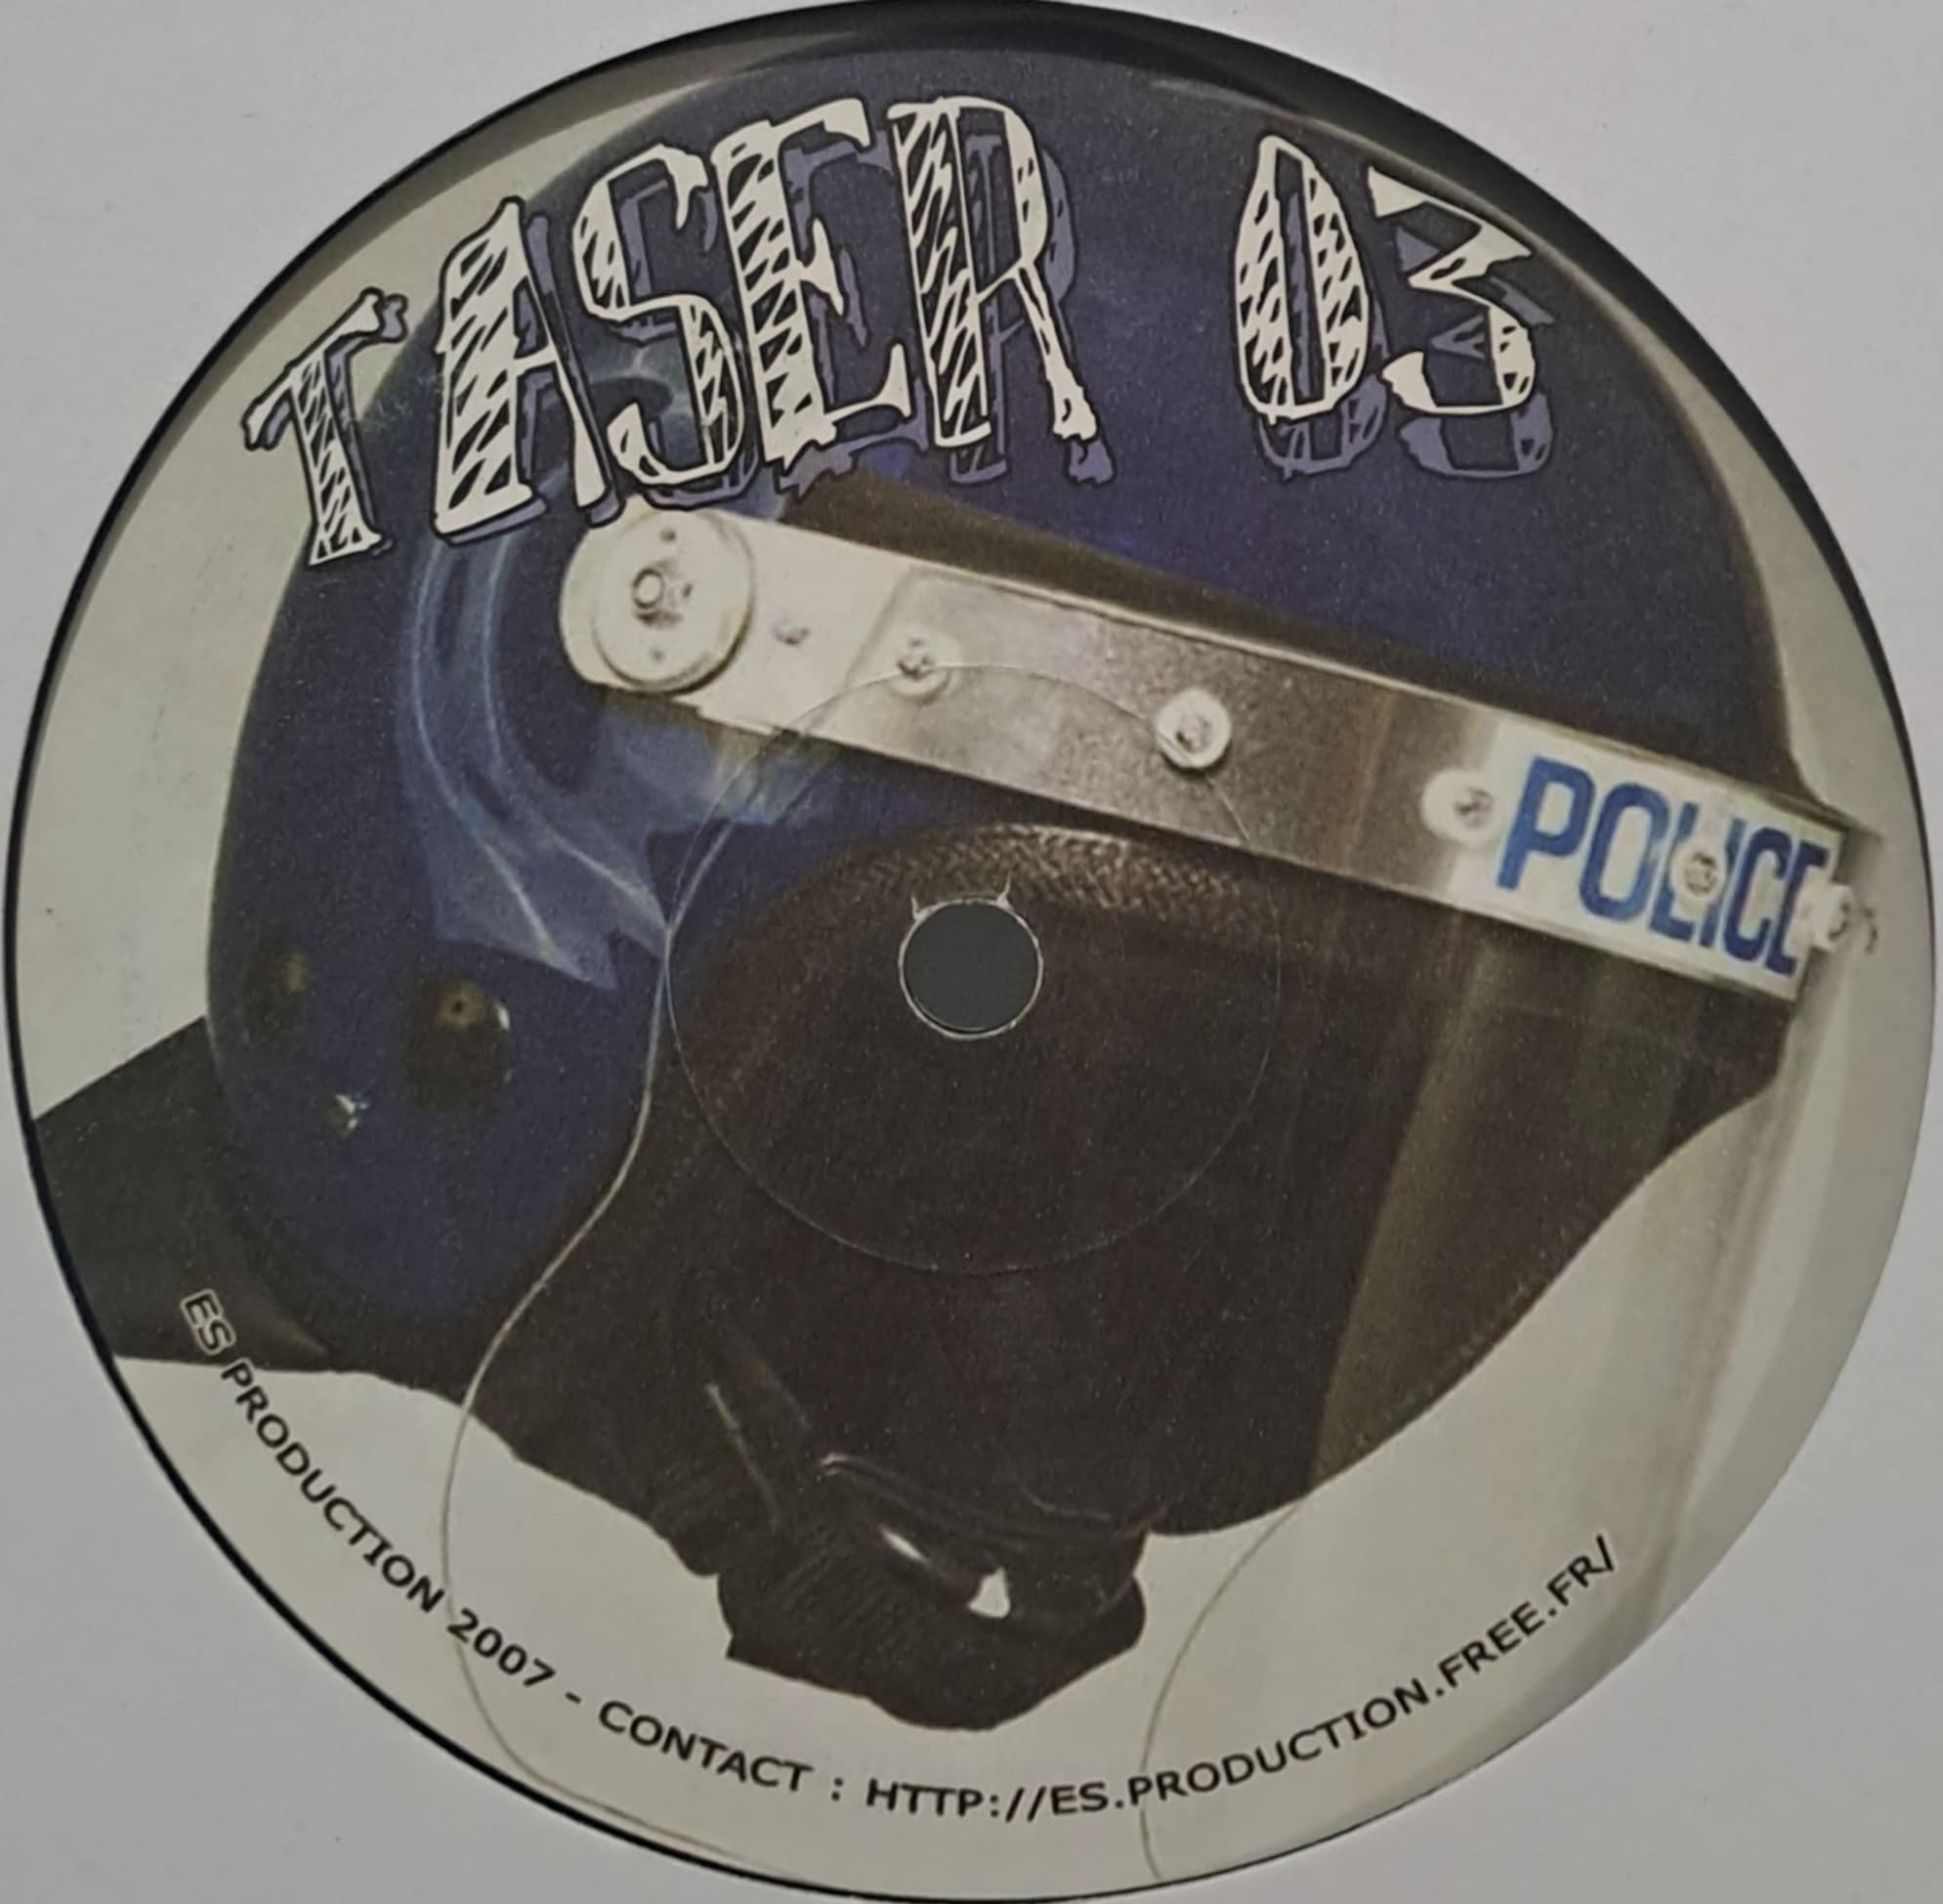 TASER 03
POLICE
ES PRODUCTION 2007 - CONTACT : HTTP://ES.PRODUCTION.FREE.FR/